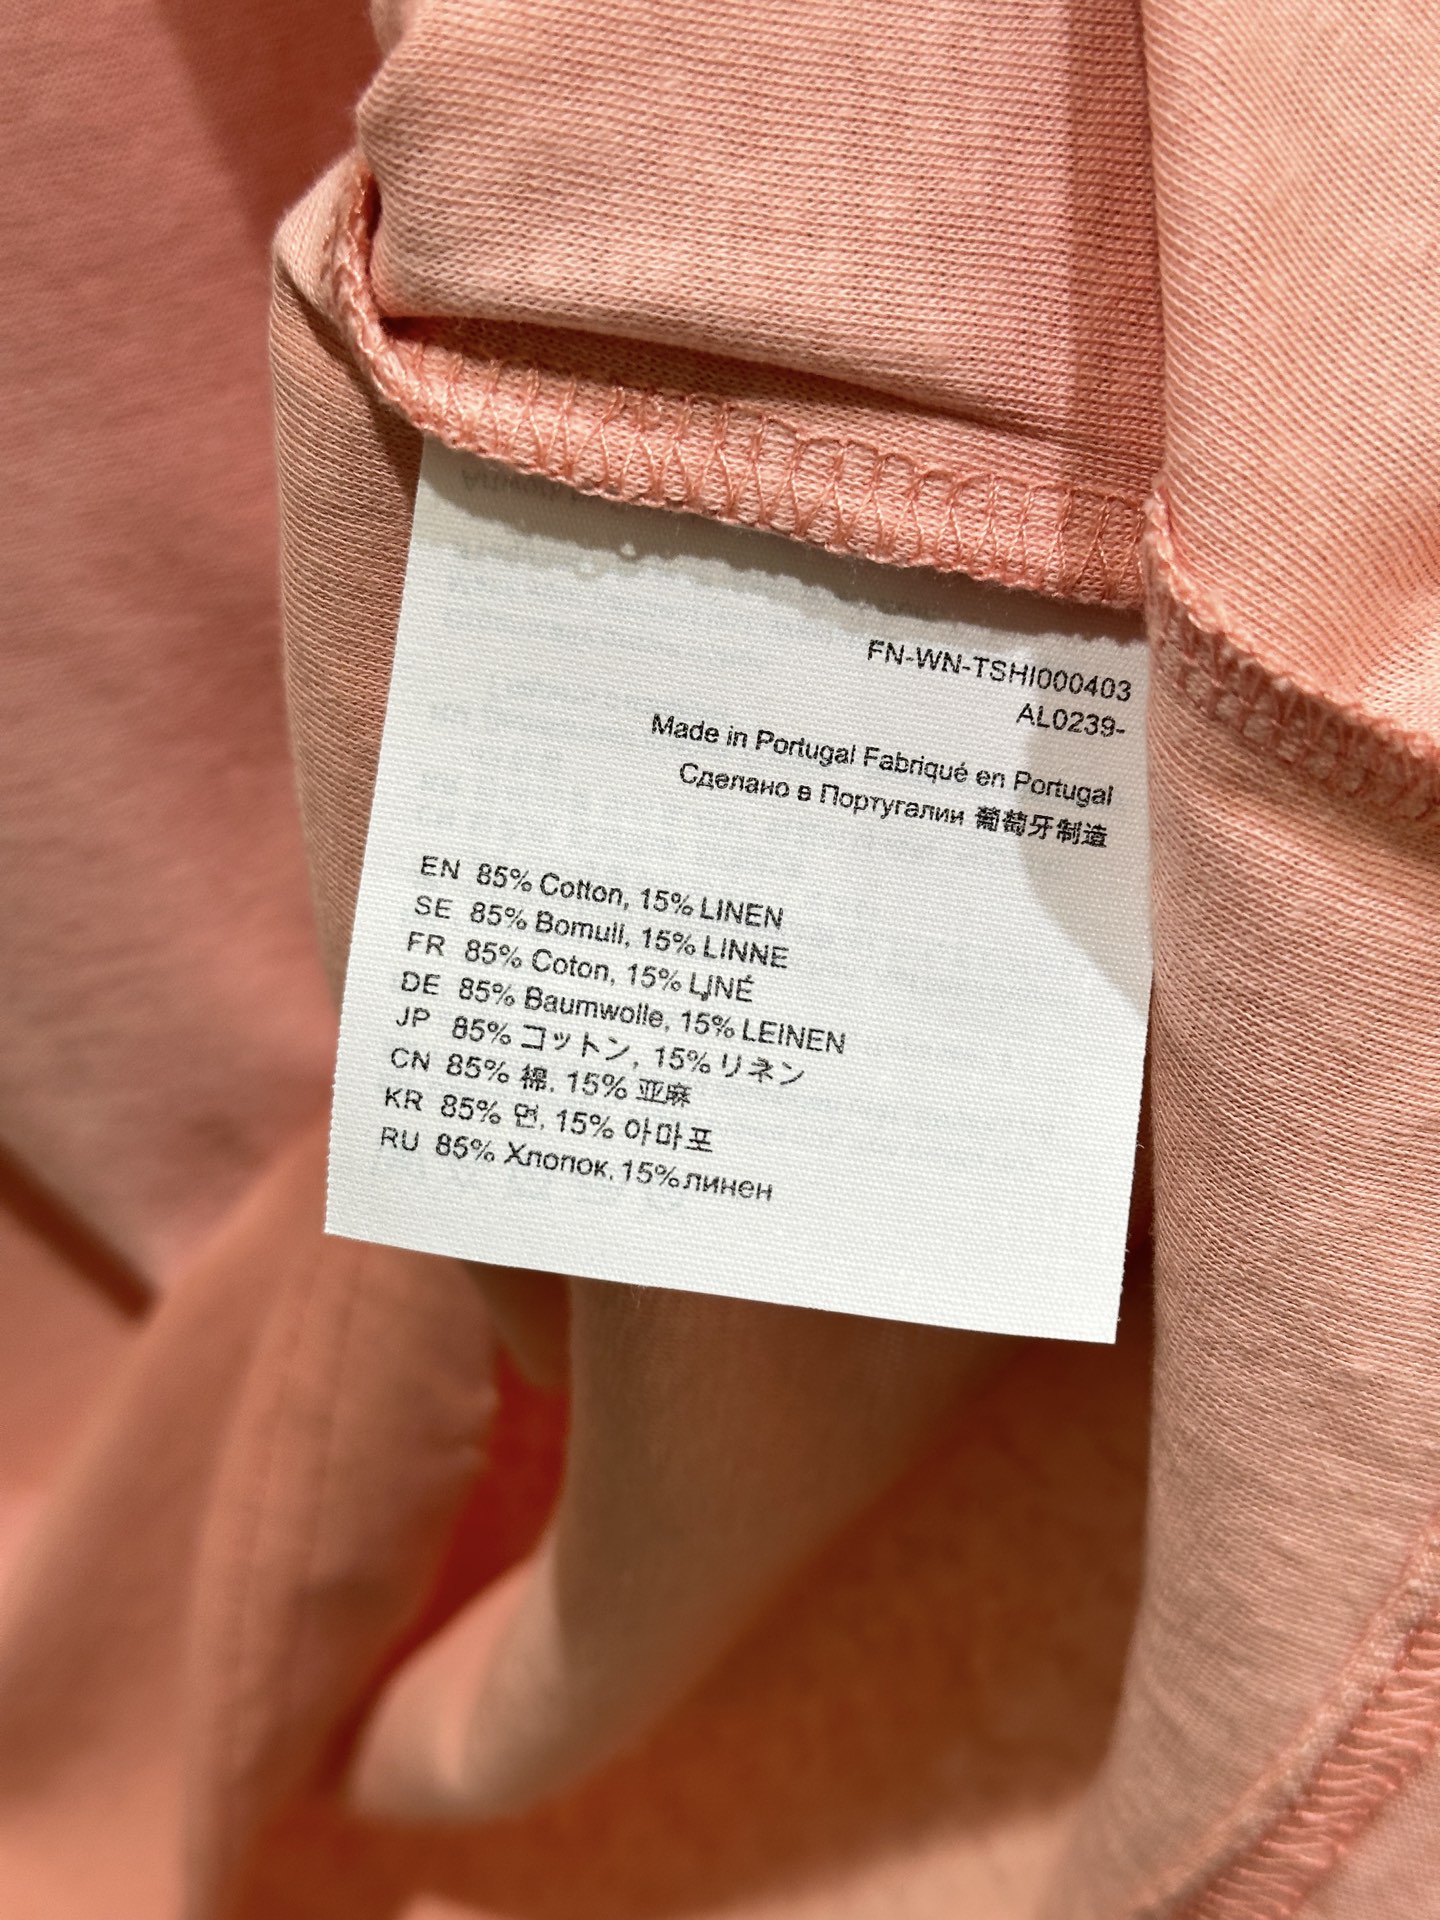 FN-WN-TSHI000403
AL0239-
Made in Portugal Fabriqué en Portugal
Сделано в Португалии 葡萄牙制造
EN 85% Cotton, 15% LINEN
SE 85% Bomull, 15% LINNE
FR 85% Coton, 15% LINÉ
DE 85% Baumwolle, 15% LEINEN
JP 85% コットン, 15% リネン
CN 85% 綿, 15% 亚麻
KR 85% 면, 15% 아마포
RU 85% Хлопок, 15%линен